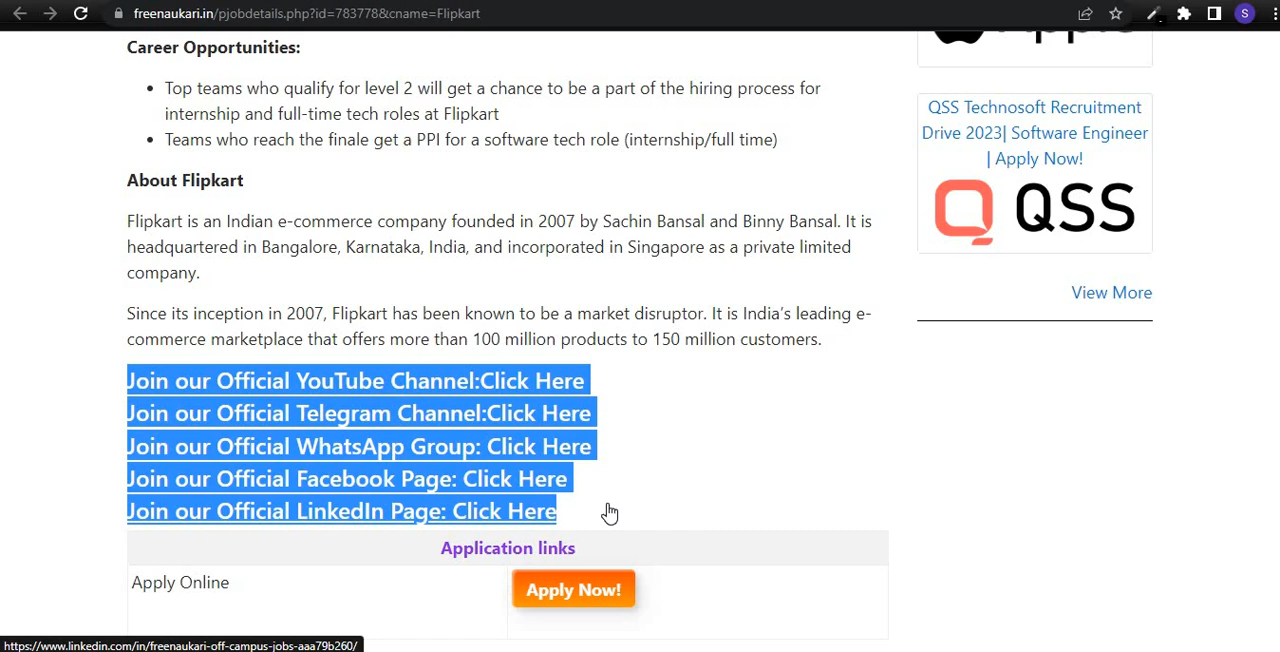 freenaukari.in/pjobdetails.php?id=783778&cname=Flipkart
S
Career Opportunities:
• Top teams who qualify for level 2 will get a chance to be a part of the hiring process for
internship and full-time tech roles at Flipkart
• Teams who reach the finale get a PPI for a software tech role (internship/full time)
About Flipkart
Flipkart is an Indian e-commerce company founded in 2007 by Sachin Bansal and Binny Bansal. It is
headquartered in Bangalore, Karnataka, India, and incorporated in Singapore as a private limited
company.
Since its inception in 2007, Flipkart has been known to be a market disruptor. It is India’s leading e-
commerce marketplace that offers more than 100 million products to 150 million customers.
Join our Official YouTube Channel:Click Here
Join our Official Telegram Channel:Click Here
Join our Official WhatsApp Group: Click Here
Join our Official Facebook Page: Click Here
Join our Official LinkedIn Page: Click Here
Application links
Apply Online
Apply Now!
QSS Technosoft Recruitment
Drive 2023| Software Engineer
| Apply Now!
QSS
View More
https://www.linkedin.com/in/freenaukari-off-campus-jobs-aaa79b260/